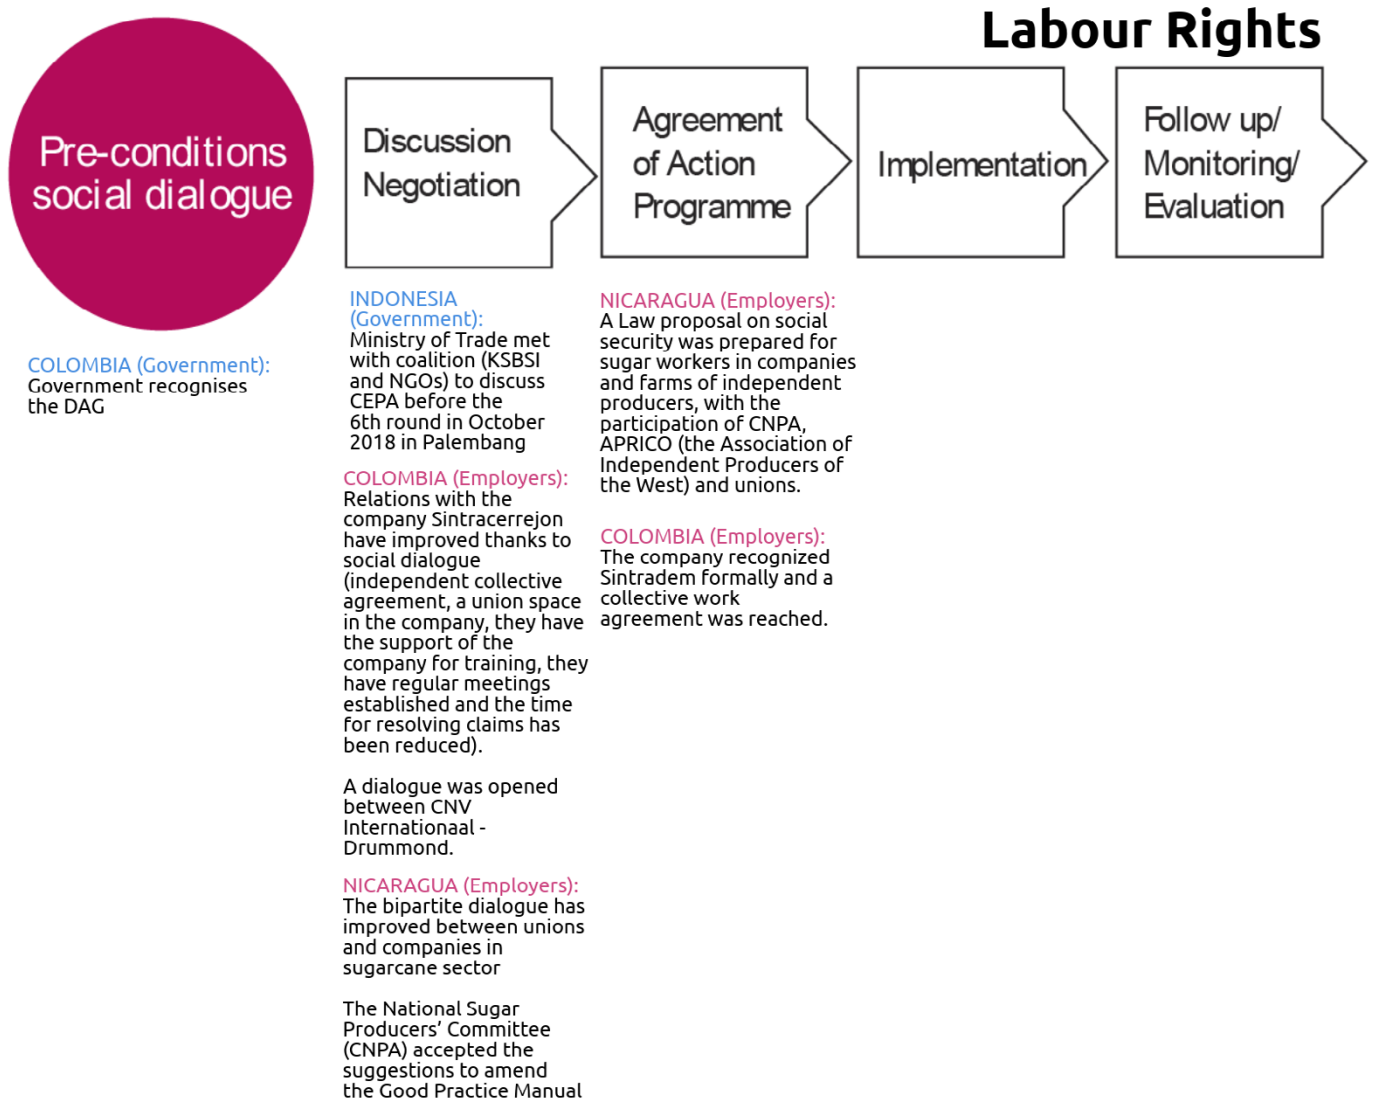 Labour Rights
Pre-conditions
social dialogue
Discussion
Negotiation
Agreement
of Action
Programme
Implementation
Follow up/
Monitoring/
Evaluation
COLOMBIA (Government):
Government recognises
the DAG
INDONESIA
(Government):
Ministry of Trade met
with coalition (KSBSI
and NGOs) to discuss
CEPA before the
6th round in October
2018 in Palembang
COLOMBIA (Employers):
Relations with the
company Sintracerrejon
have improved thanks to
social dialogue
(independent collective
agreement, a union space
in the company, they have
the support of the
company for training, they
have regular meetings
established and the time
for resolving claims has
been reduced).
A dialogue was opened
between CNV
Internationaal -
Drummond.
NICARAGUA (Employers):
The bipartite dialogue has
improved between unions
and companies in
sugarcane sector
The National Sugar
Producers’ Committee
(CNPA) accepted the
suggestions to amend
the Good Practice Manual
NICARAGUA (Employers):
A Law proposal on social
security was prepared for
sugar workers in companies
and farms of independent
producers, with the
participation of CNPA,
APRICO (the Association of
Independent Producers of
the West) and unions.
COLOMBIA (Employers):
The company recognized
Sintradem formally and a
collective work
agreement was reached.